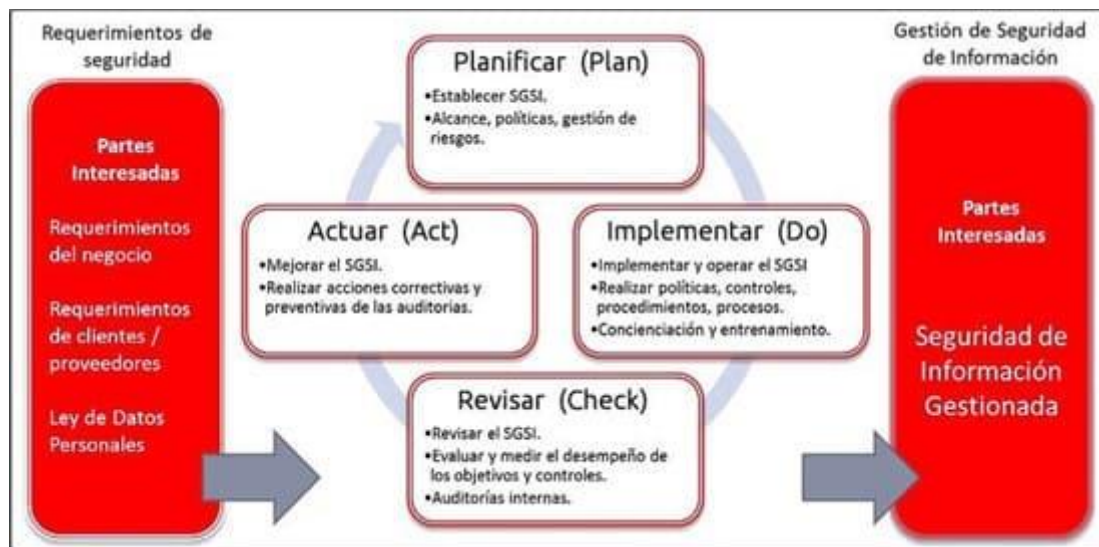 Requerimientos de
seguridad
Partes
Interesadas
Requerimientos
del negocio
Requerimientos
de clientes /
proveedores
Ley de Datos
Personales
Planificar (Plan)
•Establecer SGSI.
•Alcance, políticas, gestión de
riesgos.
Actuar (Act)
•Mejorar el SGSI.
•Realizar acciones correctivas y
preventivas de las auditorias.
Implementar (Do)
•Implementar y operar el SGSI
•Realizar políticas, controles,
procedimientos, procesos.
•Concienciación y entrenamiento.
Revisar (Check)
•Revisar el SGSI.
•Evaluar y medir el desempeño de
los objetivos y controles.
•Auditorías internas.
Gestión de Seguridad
de Información
Partes
Interesadas
Seguridad de
Información
Gestionada